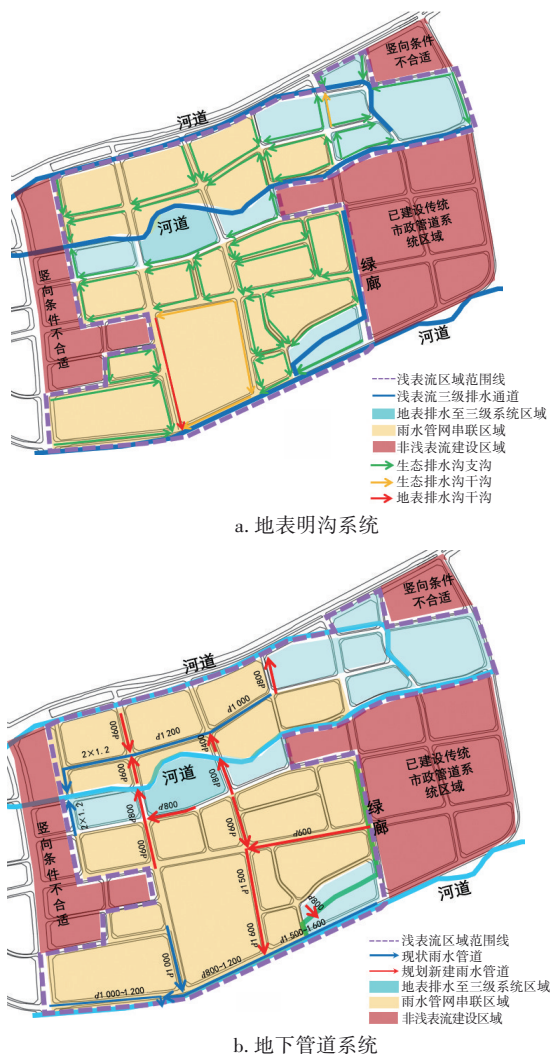 竖向条件
不合适
河道
河道
已建设传统
市政管道系
统区域
绿
廊
竖
向
条
件
不
合
适
河道
浅表流区域范围线
浅表流三级排水通道
地表排水至三级系统区域
雨水管网串联区域
非浅表流建设区域
生态排水沟支沟
生态排水沟干沟
地表排水沟干沟
a. 地表明沟系统
竖向条件
不合适
河道
d800
d1 000
d600
d1 200
d400
2×1.2
d600
河道
d800
已建设传统
市政管道系
统区域
2×1.2
d800
d800
绿
廊
竖
向
条
件
不
合
适
d600
d600
d600
河道
d1 500
d800
d1 600
d1 500~1 600
d1 000
d800~1 200
d1 000~1 200
浅表流区域范围线
现状雨水管道
规划新建雨水管道
地表排水至三级系统区域
雨水管网串联区域
非浅表流建设区域
b. 地下管道系统